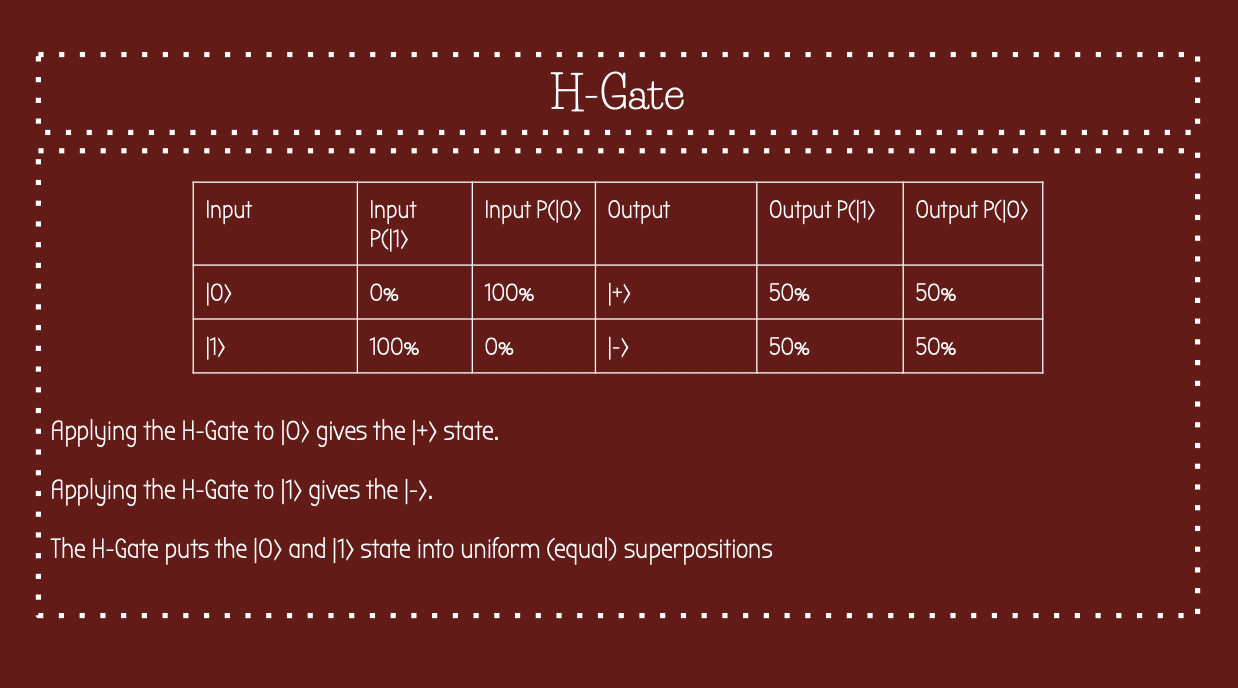 H-Gate
Input Input P(|1⟩ Input P(|0⟩ Output Output P(|1⟩ Output P(|0⟩
|0⟩ 0% 100% |+⟩ 50% 50%
|1⟩ 100% 0% |-⟩ 50% 50%
Applying the H-Gate to |0⟩ gives the |+⟩ state.
Applying the H-Gate to |1⟩ gives the |-⟩.
The H-Gate puts the |0⟩ and |1⟩ state into uniform (equal) superpositions